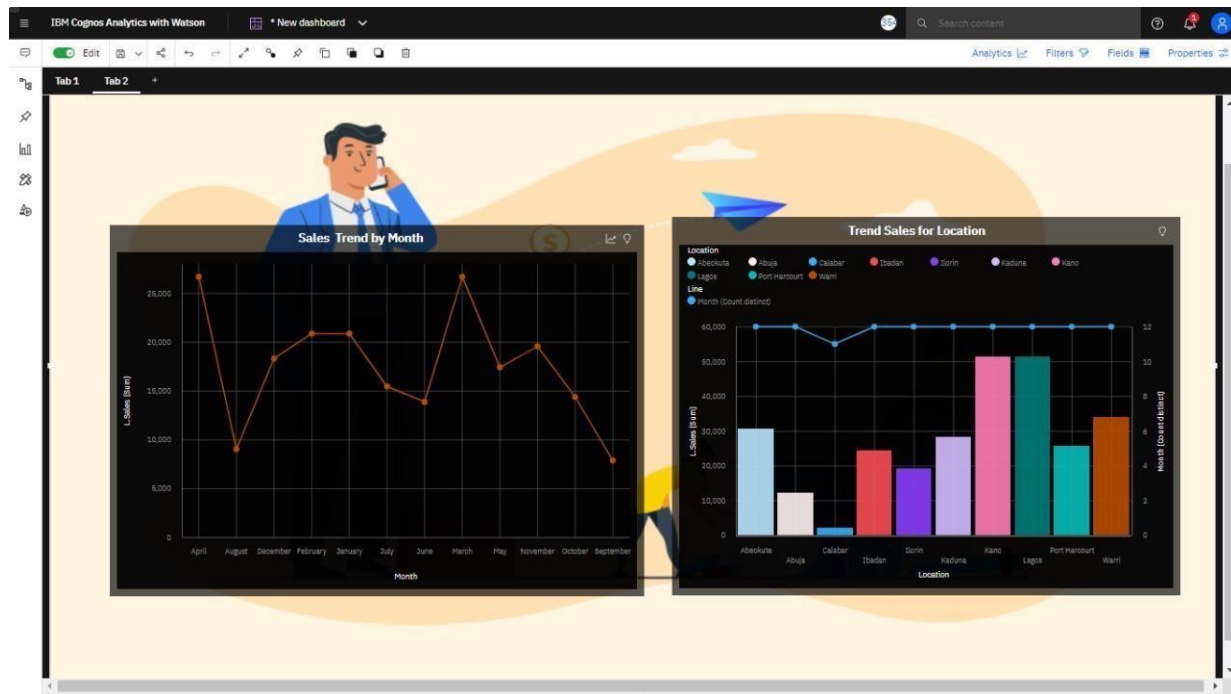 IBM Cognos Analytics with Watson
* New dashboard
354
Search content
1
Edit
Analytics
Filters
Fields
Properties
Tab 1
Tab 2
+
Sales Trend by Month
25,000
20,000
15,000
10,000
5,000
0
L.Sales (Sum)
April August December February January July June March May November October September
Month
Trend Sales for Location
Location
Abeokuta Abuja Calabar Ibadan Ilorin Kaduna Kano
Lagos Port Harcourt Warri
Line
Month (Count distinct)
60,000 12
50,000 10
40,000 8
30,000 6
20,000 4
10,000 2
0 0
L.Sales (Sum)
Month (Count distinct)
Abeokuta Calabar Ilorin Kano Port Harcourt
Abuja Ibadan Kaduna Lagos Warri
Location